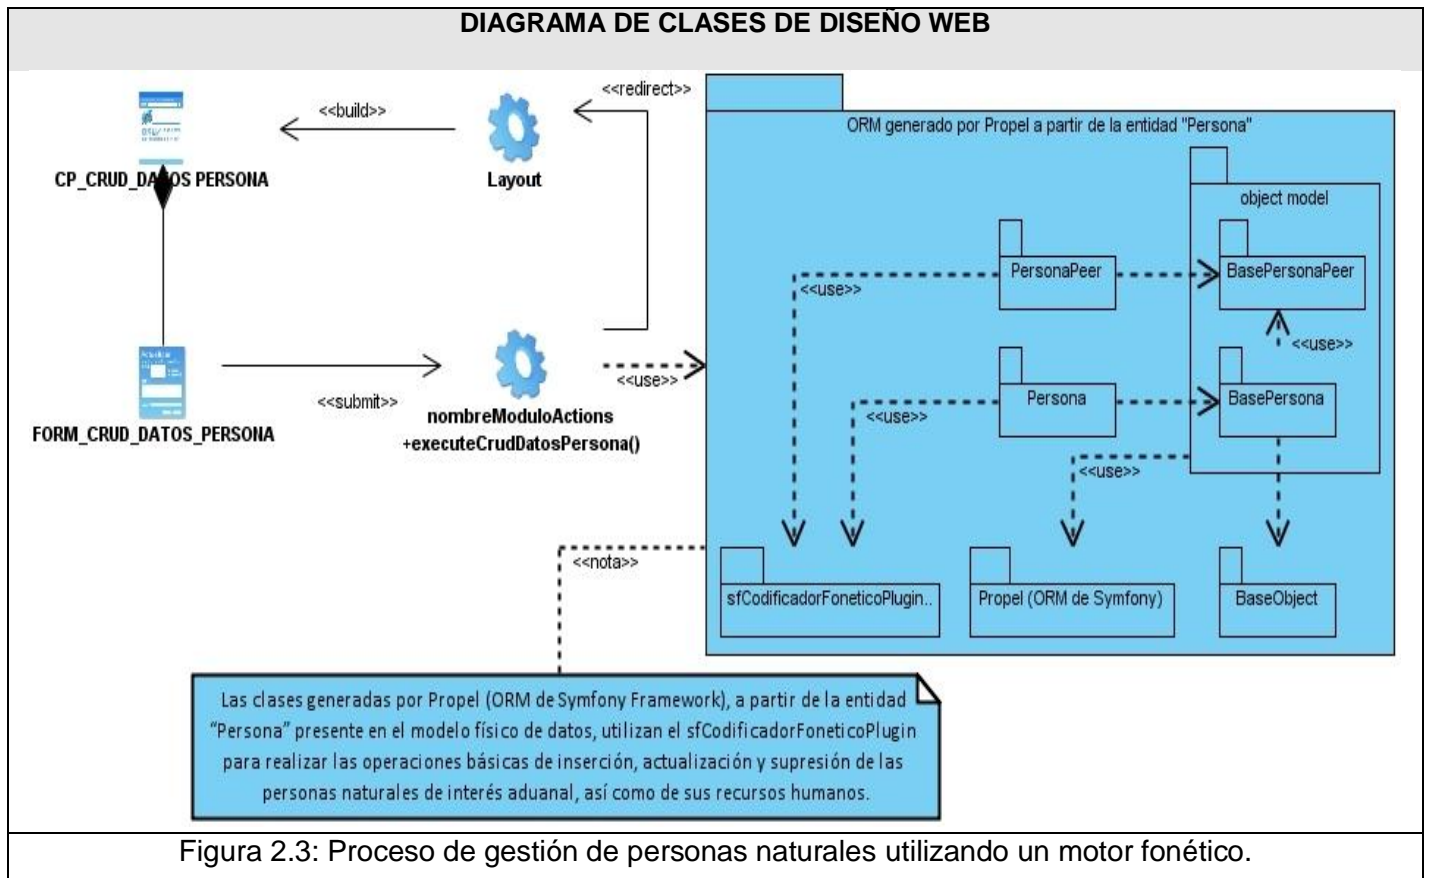 DIAGRAMA DE CLASES DE DISEÑO WEB
<<build>>
<<redirect>>
CP_CRUD_DATOS PERSONA
Layout
<<submit>>
FORM_CRUD_DATOS_PERSONA
nombreModuloActions
+executeCrudDatosPersona()
<<use>>
ORM generado por Propel a partir de la entidad "Persona"
object model
PersonaPeer
BasePersonaPeer
<<use>>
<<use>>
Persona
BasePersona
<<use>>
<<use>>
sfCodificadorFoneticoPlugin..
Propel (ORM de Symfony)
BaseObject
<<nota>>
Las clases generadas por Propel (ORM de Symfony Framework), a partir de la entidad
"Persona" presente en el modelo físico de datos, utilizan el sfCodificadorFoneticoPlugin
para realizar las operaciones básicas de inserción, actualización y supresión de las
personas naturales de interés aduanal, así como de sus recursos humanos.
Figura 2.3: Proceso de gestión de personas naturales utilizando un motor fonético.